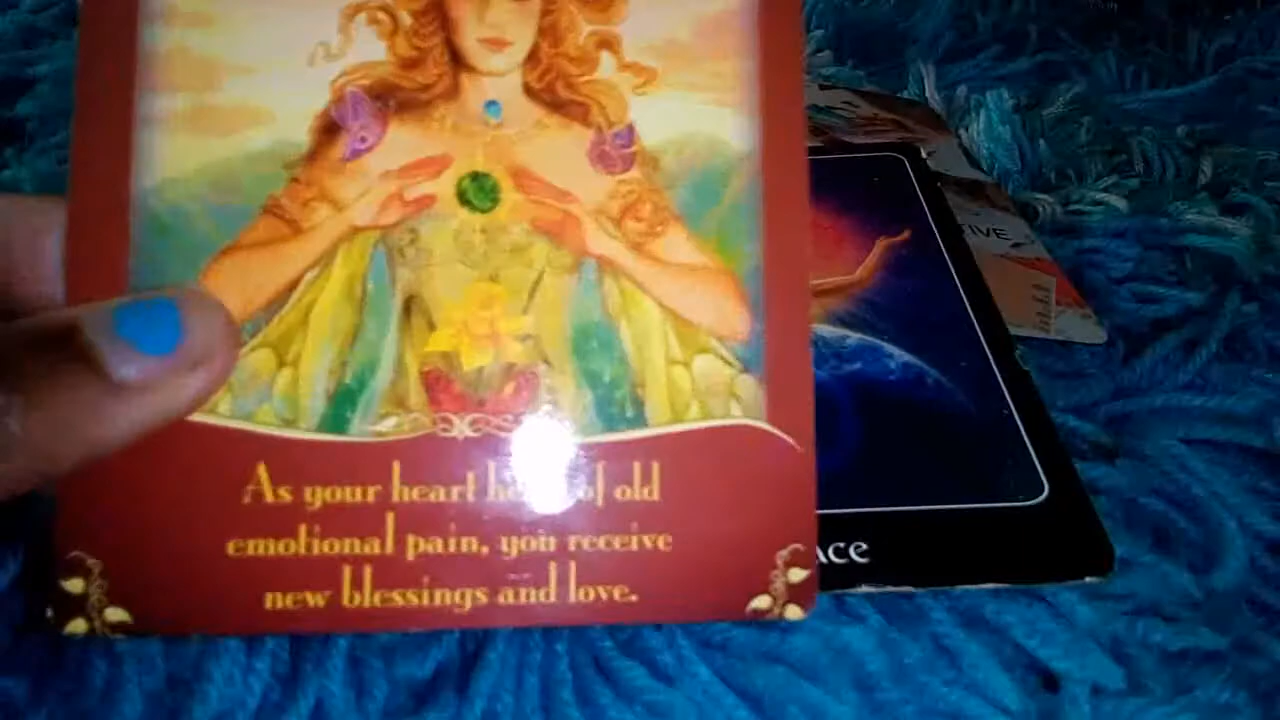 As your heart of old
emotional pain, you receive
new blessings and love.